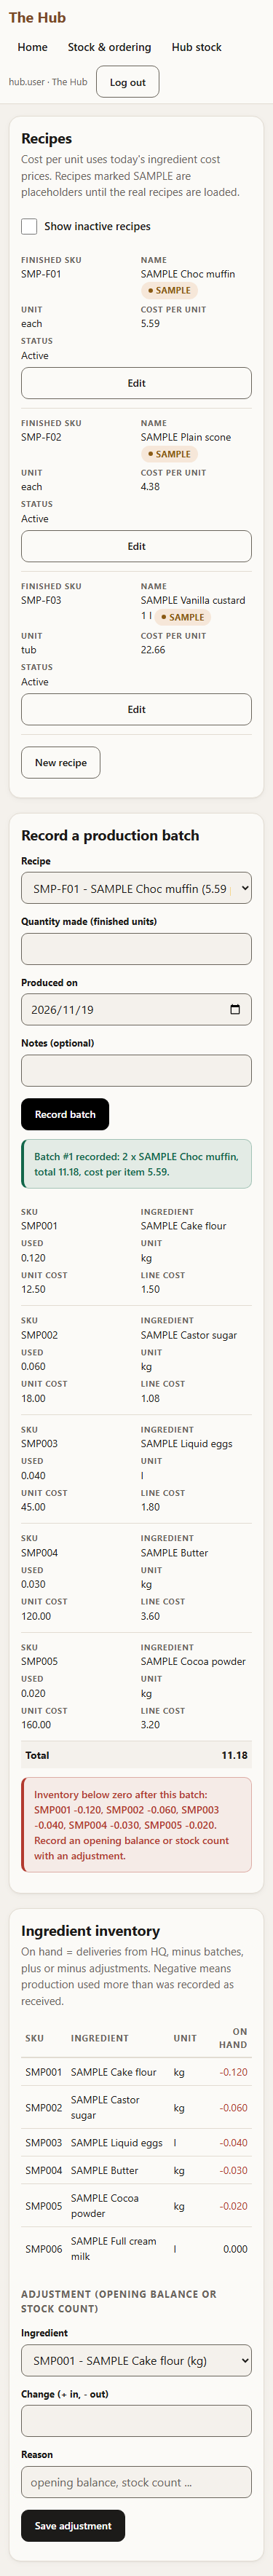 The Hub
Home Stock & ordering Hub stock
hub.user · The Hub Log out
Recipes
Cost per unit uses today's ingredient cost
prices. Recipes marked SAMPLE are
placeholders until the real recipes are loaded.
Show inactive recipes
FINISHED SKU NAME
SMP-F01 SAMPLE Choc muffin
SAMPLE
UNIT COST PER UNIT
each 5.59
STATUS
Active
Edit
FINISHED SKU NAME
SMP-F02 SAMPLE Plain scone
SAMPLE
UNIT COST PER UNIT
each 4.38
STATUS
Active
Edit
FINISHED SKU NAME
SMP-F03 SAMPLE Vanilla custard
1 l SAMPLE
UNIT COST PER UNIT
tub 22.66
STATUS
Active
Edit
New recipe
Record a production batch
Recipe
SMP-F01 - SAMPLE Choc muffin (5.59
Quantity made (finished units)
Produced on
2026/11/19
Notes (optional)
Record batch
Batch #1 recorded: 2 x SAMPLE Choc muffin,
total 11.18, cost per item 5.59.
SKU INGREDIENT
SMP001 SAMPLE Cake flour
USED UNIT
0.120 kg
UNIT COST LINE COST
12.50 1.50
SKU INGREDIENT
SMP002 SAMPLE Castor sugar
USED UNIT
0.060 kg
UNIT COST LINE COST
18.00 1.08
SKU INGREDIENT
SMP003 SAMPLE Liquid eggs
USED UNIT
0.040 l
UNIT COST LINE COST
45.00 1.80
SKU INGREDIENT
SMP004 SAMPLE Butter
USED UNIT
0.030 kg
UNIT COST LINE COST
120.00 3.60
SKU INGREDIENT
SMP005 SAMPLE Cocoa powder
USED UNIT
0.020 kg
UNIT COST LINE COST
160.00 3.20
Total 11.18
Inventory below zero after this batch:
SMP001 -0.120, SMP002 -0.060, SMP003
-0.040, SMP004 -0.030, SMP005 -0.020.
Record an opening balance or stock count
with an adjustment.
Ingredient inventory
On hand = deliveries from HQ, minus batches,
plus or minus adjustments. Negative means
production used more than was recorded as
received.
SKU INGREDIENT UNIT ON HAND
SMP001 SAMPLE Cake flour kg -0.120
SMP002 SAMPLE Castor sugar kg -0.060
SMP003 SAMPLE Liquid eggs l -0.040
SMP004 SAMPLE Butter kg -0.030
SMP005 SAMPLE Cocoa powder kg -0.020
SMP006 SAMPLE Full cream milk l 0.000
ADJUSTMENT (OPENING BALANCE OR
STOCK COUNT)
Ingredient
SMP001 - SAMPLE Cake flour (kg)
Change (+ in, - out)
Reason
opening balance, stock count ...
Save adjustment